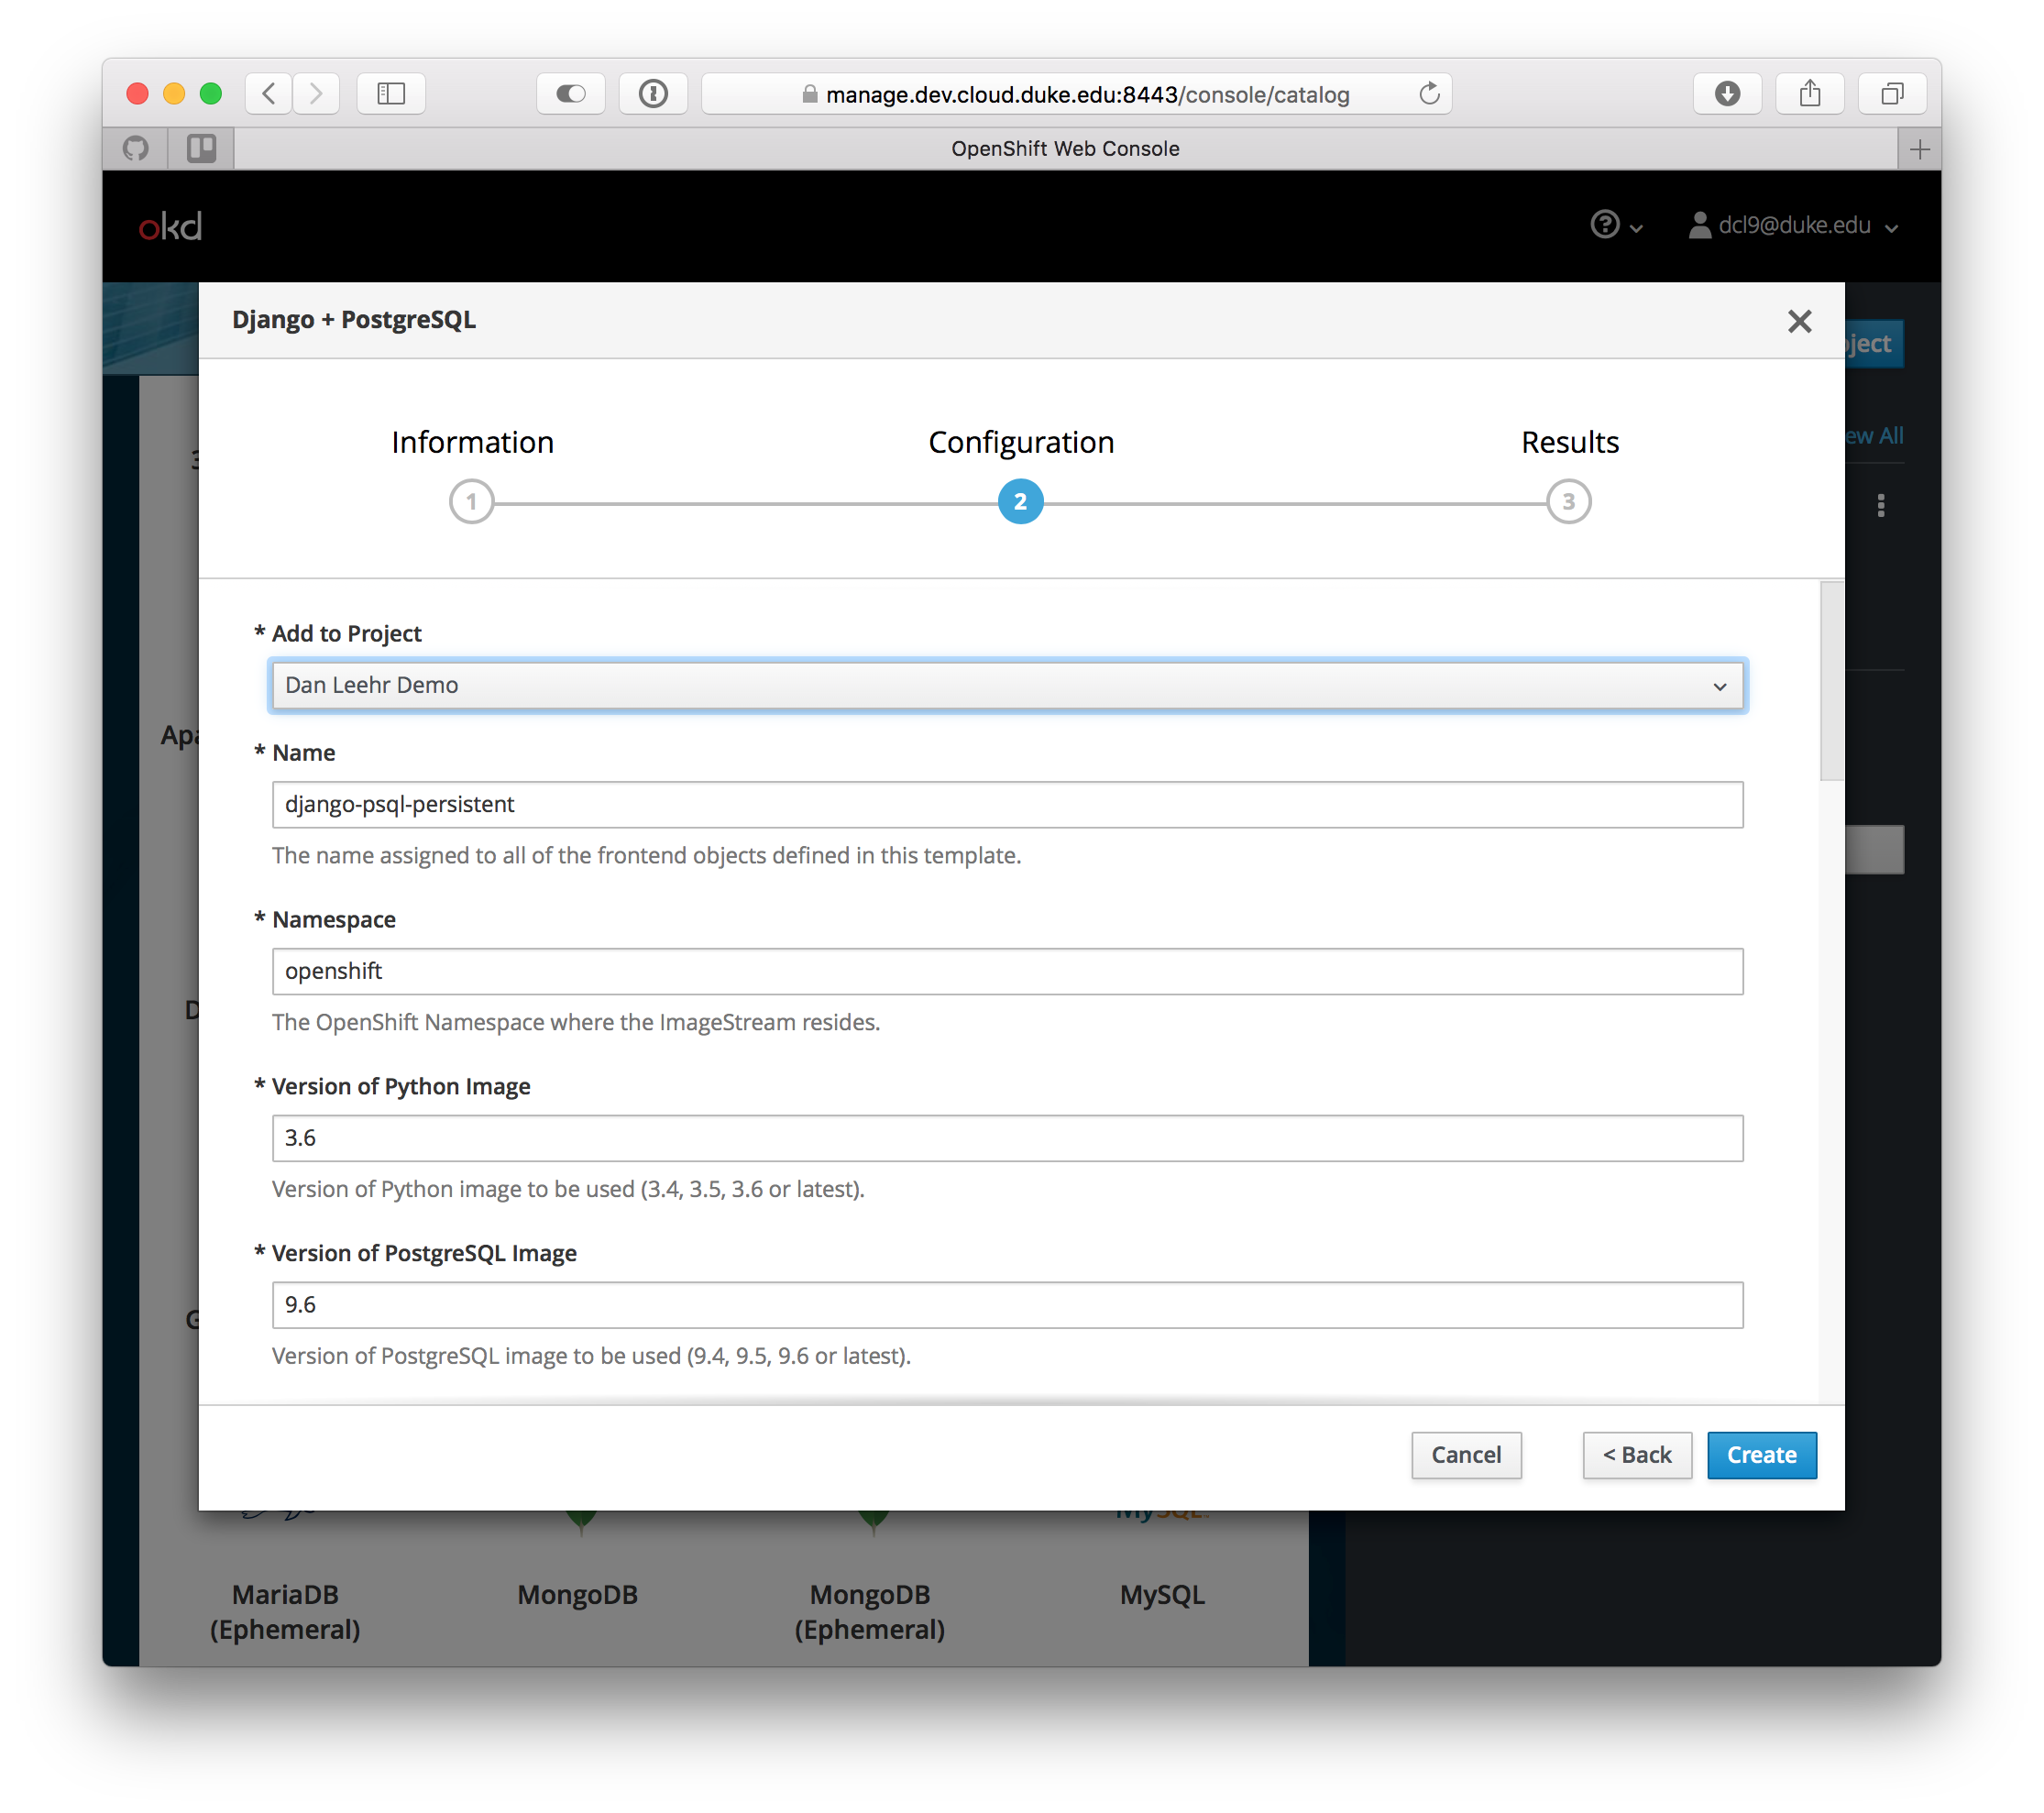 manage.dev.cloud.duke.edu:8443/console/catalog
OpenShift Web Console
okd
dcl9@duke.edu
Django + PostgreSQL
Information
Configuration
Results
1
2
3
* Add to Project
Dan Leehr Demo
* Name
django-psql-persistent
The name assigned to all of the frontend objects defined in this template.
* Namespace
openshift
The OpenShift Namespace where the ImageStream resides.
* Version of Python Image
3.6
Version of Python image to be used (3.4, 3.5, 3.6 or latest).
* Version of PostgreSQL Image
9.6
Version of PostgreSQL image to be used (9.4, 9.5, 9.6 or latest).
Cancel
< Back
Create
All
MySQL
MariaDB
(Ephemeral)
MongoDB
MongoDB
(Ephemeral)
MySQL